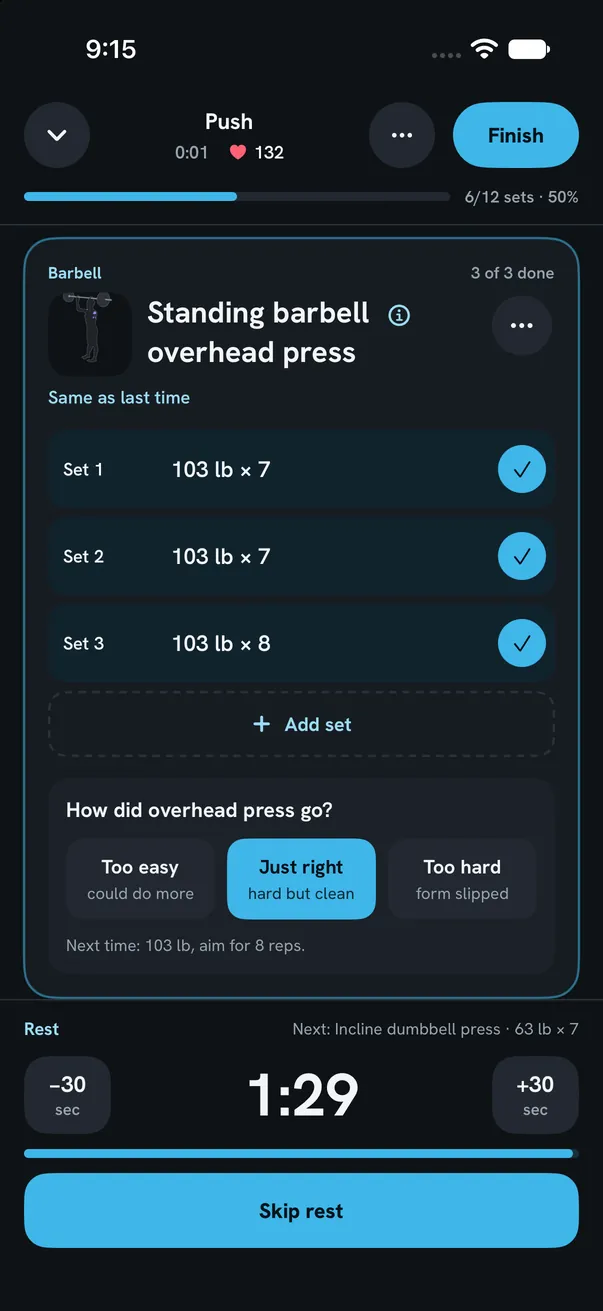 9:15
Push
0:01 132
Finish
6/12 sets · 50%
Barbell
3 of 3 done
Standing barbell
overhead press
Same as last time
Set 1 103 lb × 7
Set 2 103 lb × 7
Set 3 103 lb × 8
+ Add set
How did overhead press go?
Too easy
could do more
Just right
hard but clean
Too hard
form slipped
Next time: 103 lb, aim for 8 reps.
Rest
Next: Incline dumbbell press · 63 lb × 7
−30
sec
1:29
+30
sec
Skip rest